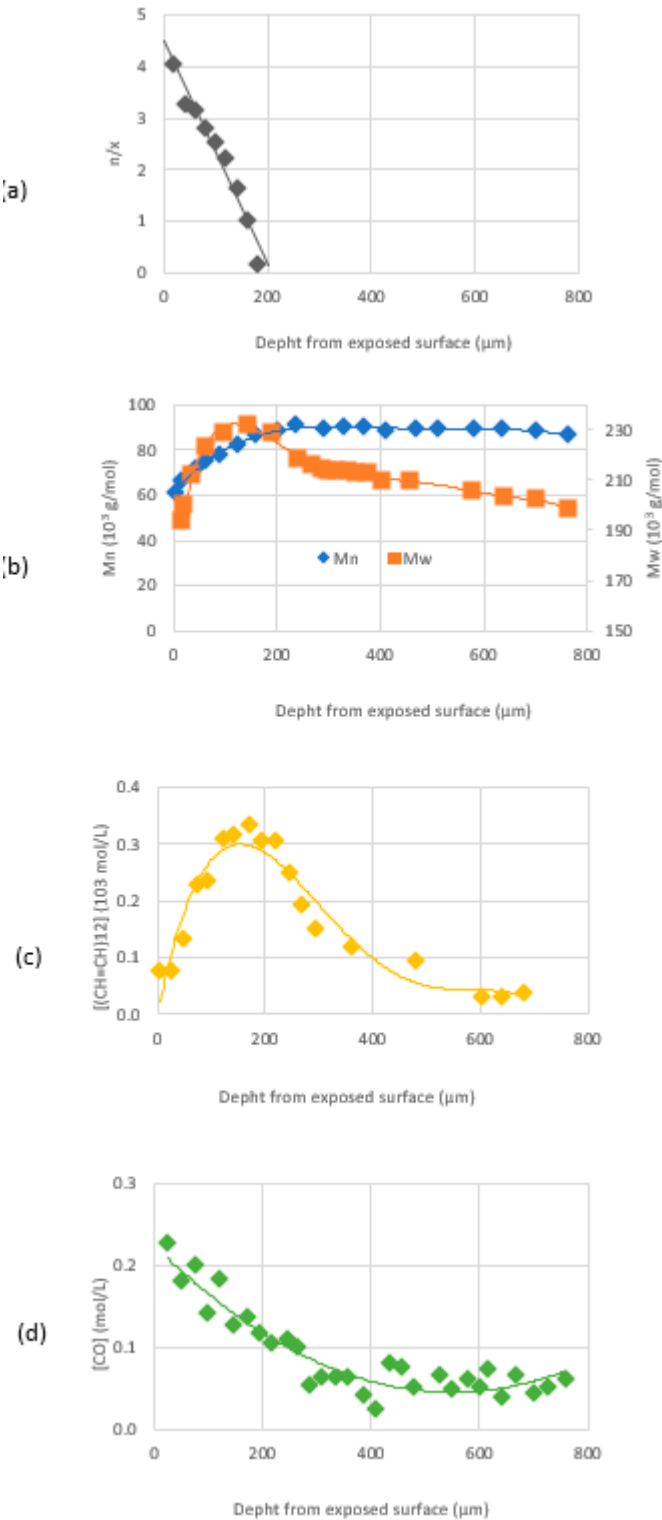 5
4
3
2
1
0
n/x
(a)
0 200 400 600 800
Depht from exposed surface (µm)
100
80
60
40
20
0
Mn (10³ g/mol)
230
210
190
170
150
Mw (10³ g/mol)
Mn Mw
(b)
0 200 400 600 800
Depht from exposed surface (µm)
0.4
0.3
0.2
0.1
0.0
[(CH=CH)12] (103 mol/L)
(c)
0 200 400 600 800
Depht from exposed surface (µm)
0.3
0.2
0.1
0.0
[CO] (mol/L)
(d)
0 200 400 600 800
Depht from exposed surface (µm)